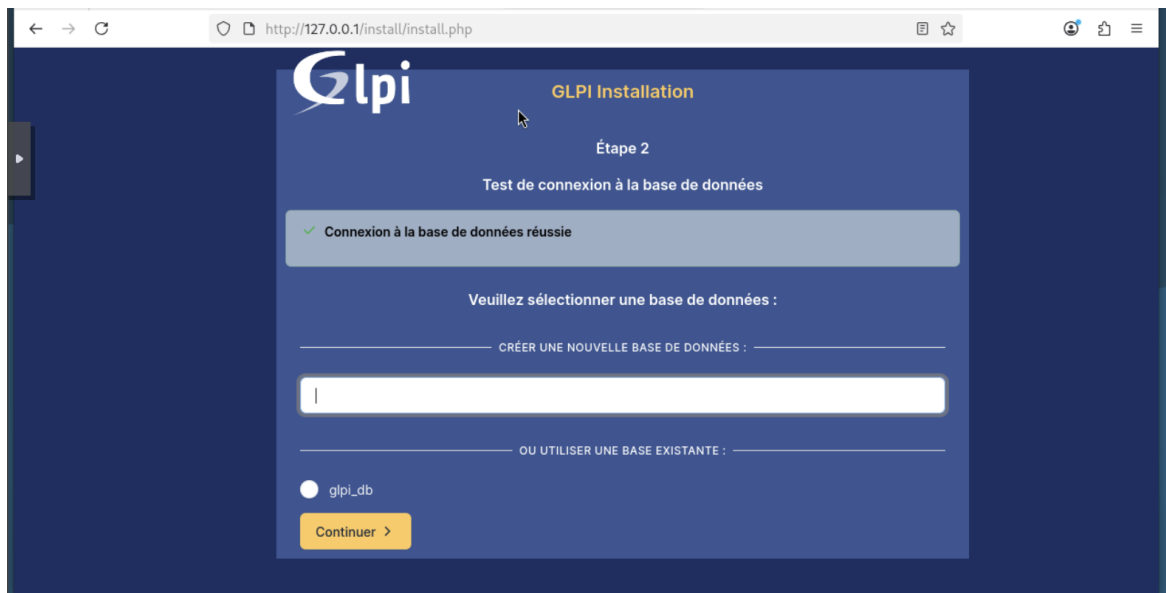 http://127.0.0.1/install/install.php
Glpi
GLPI Installation
Étape 2
Test de connexion à la base de données
Connexion à la base de données réussie
Veuillez sélectionner une base de données :
CRÉER UNE NOUVELLE BASE DE DONNÉES :
OU UTILISER UNE BASE EXISTANTE :
glpi_db
Continuer